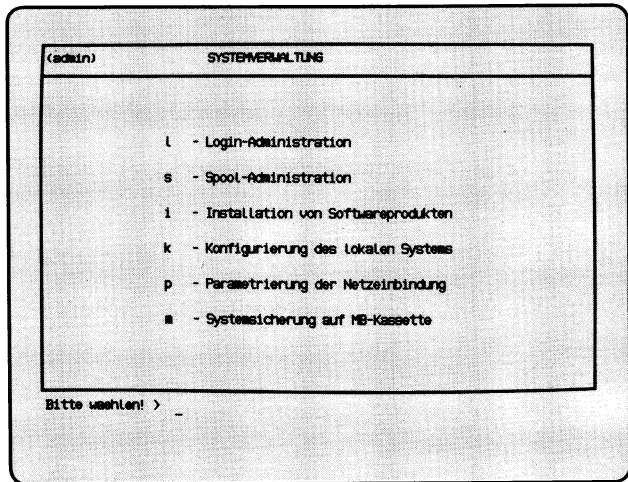 (admin) SYSTEMVERWALTUNG
l - Login-Administration
s - Spool-Administration
i - Installation von Softwareprodukten
k - Konfigurierung des lokalen Systems
p - Parametrierung der Netzeinbindung
m - Systemsicherung auf MB-Kassette
Bitte waehlen! > _